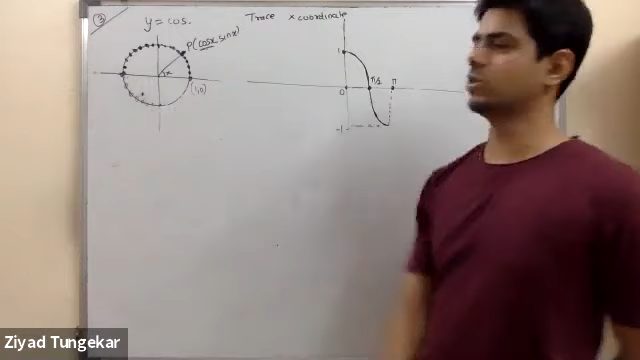 ③ y = cos.
Trace x coordinate
P(cosx, sinx)
x
(1,0)
1
0
π/2
π
-1
Ziyad Tungekar